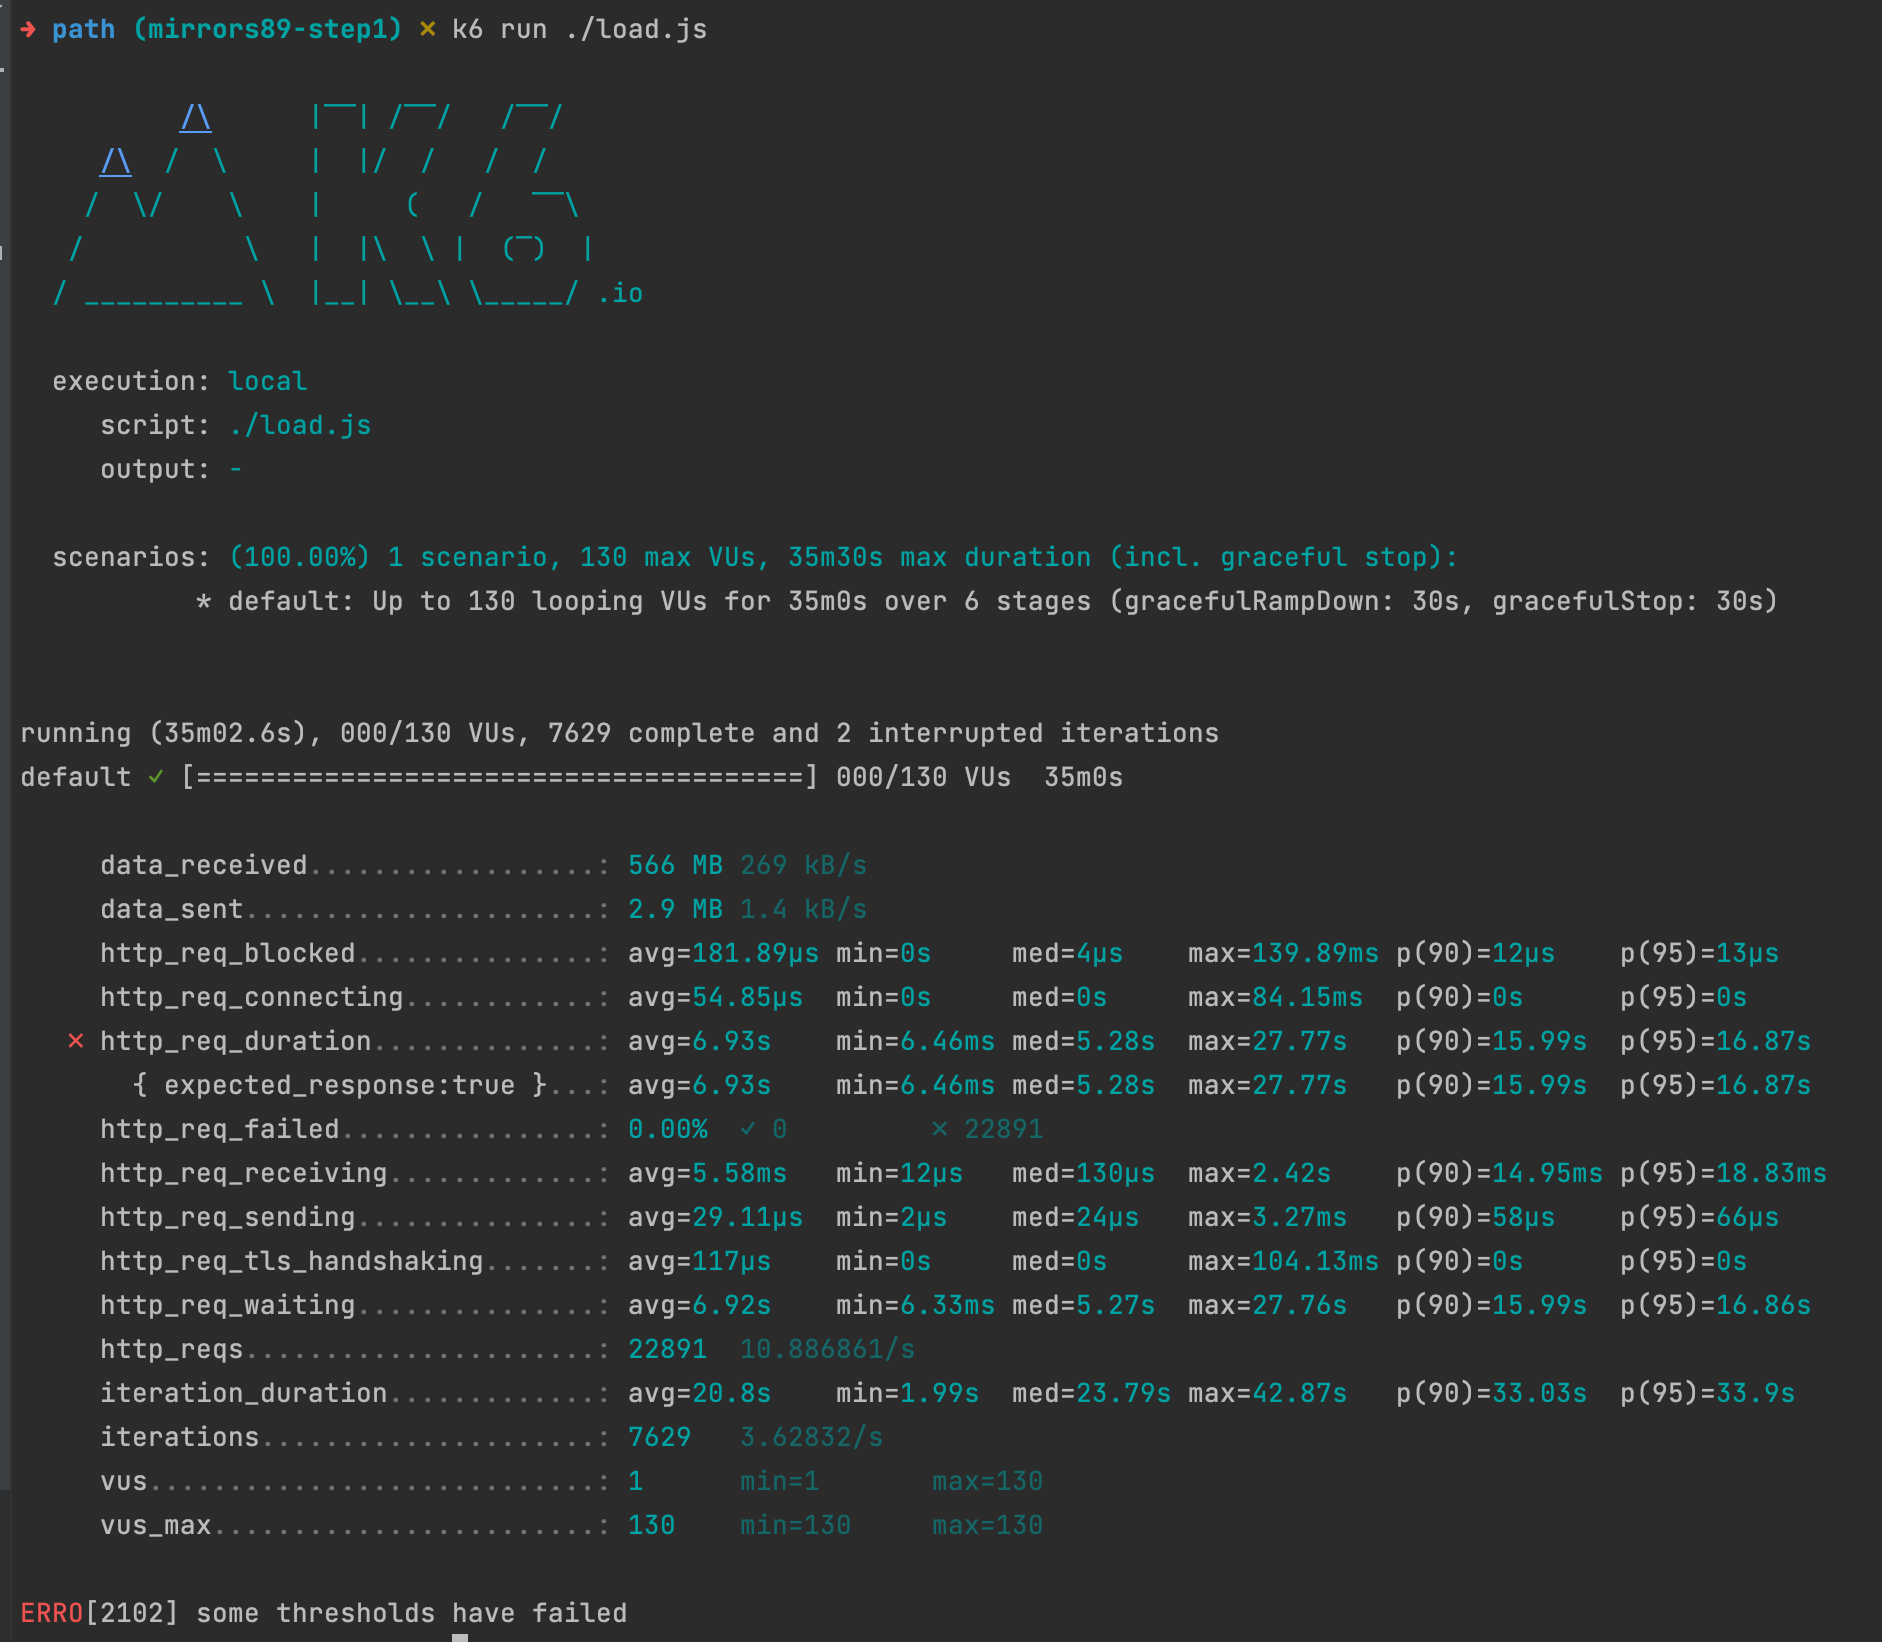 ➜ path (mirrors89-step1) ✗ k6 run ./load.js
          /\      |‾‾| /‾‾/   /‾‾/
     /\  /  \     |  |/  /   /  /
    /  \/    \    |     (   /   ‾‾\
   /          \   |  |\  \ |  (‾)  |
  / __________ \  |__| \__\ \_____/ .io
execution: local
script: ./load.js
output: -
scenarios: (100.00%) 1 scenario, 130 max VUs, 35m30s max duration (incl. graceful stop):
* default: Up to 130 looping VUs for 35m0s over 6 stages (gracefulRampDown: 30s, gracefulStop: 30s)
running (35m02.6s), 000/130 VUs, 7629 complete and 2 interrupted iterations
default ✓ [======================================] 000/130 VUs  35m0s
data_received..................: 566 MB 269 kB/s
data_sent......................: 2.9 MB 1.4 kB/s
http_req_blocked...............: avg=181.89µs min=0s     med=4µs    max=139.89ms p(90)=12µs    p(95)=13µs
http_req_connecting............: avg=54.85µs  min=0s     med=0s     max=84.15ms  p(90)=0s      p(95)=0s
✗ http_req_duration..............: avg=6.93s    min=6.46ms med=5.28s  max=27.77s   p(90)=15.99s  p(95)=16.87s
{ expected_response:true }...: avg=6.93s    min=6.46ms med=5.28s  max=27.77s   p(90)=15.99s  p(95)=16.87s
http_req_failed................: 0.00%  ✓ 0         ✗ 22891
http_req_receiving.............: avg=5.58ms   min=12µs   med=130µs  max=2.42s    p(90)=14.95ms p(95)=18.83ms
http_req_sending...............: avg=29.11µs  min=2µs    med=24µs   max=3.27ms   p(90)=58µs    p(95)=66µs
http_req_tls_handshaking.......: avg=117µs    min=0s     med=0s     max=104.13ms p(90)=0s      p(95)=0s
http_req_waiting...............: avg=6.92s    min=6.33ms med=5.27s  max=27.76s   p(90)=15.99s  p(95)=16.86s
http_reqs......................: 22891  10.886861/s
iteration_duration.............: avg=20.8s    min=1.99s  med=23.79s max=42.87s   p(90)=33.03s  p(95)=33.9s
iterations.....................: 7629   3.62832/s
vus............................: 1      min=1       max=130
vus_max........................: 130    min=130     max=130
ERRO[2102] some thresholds have failed